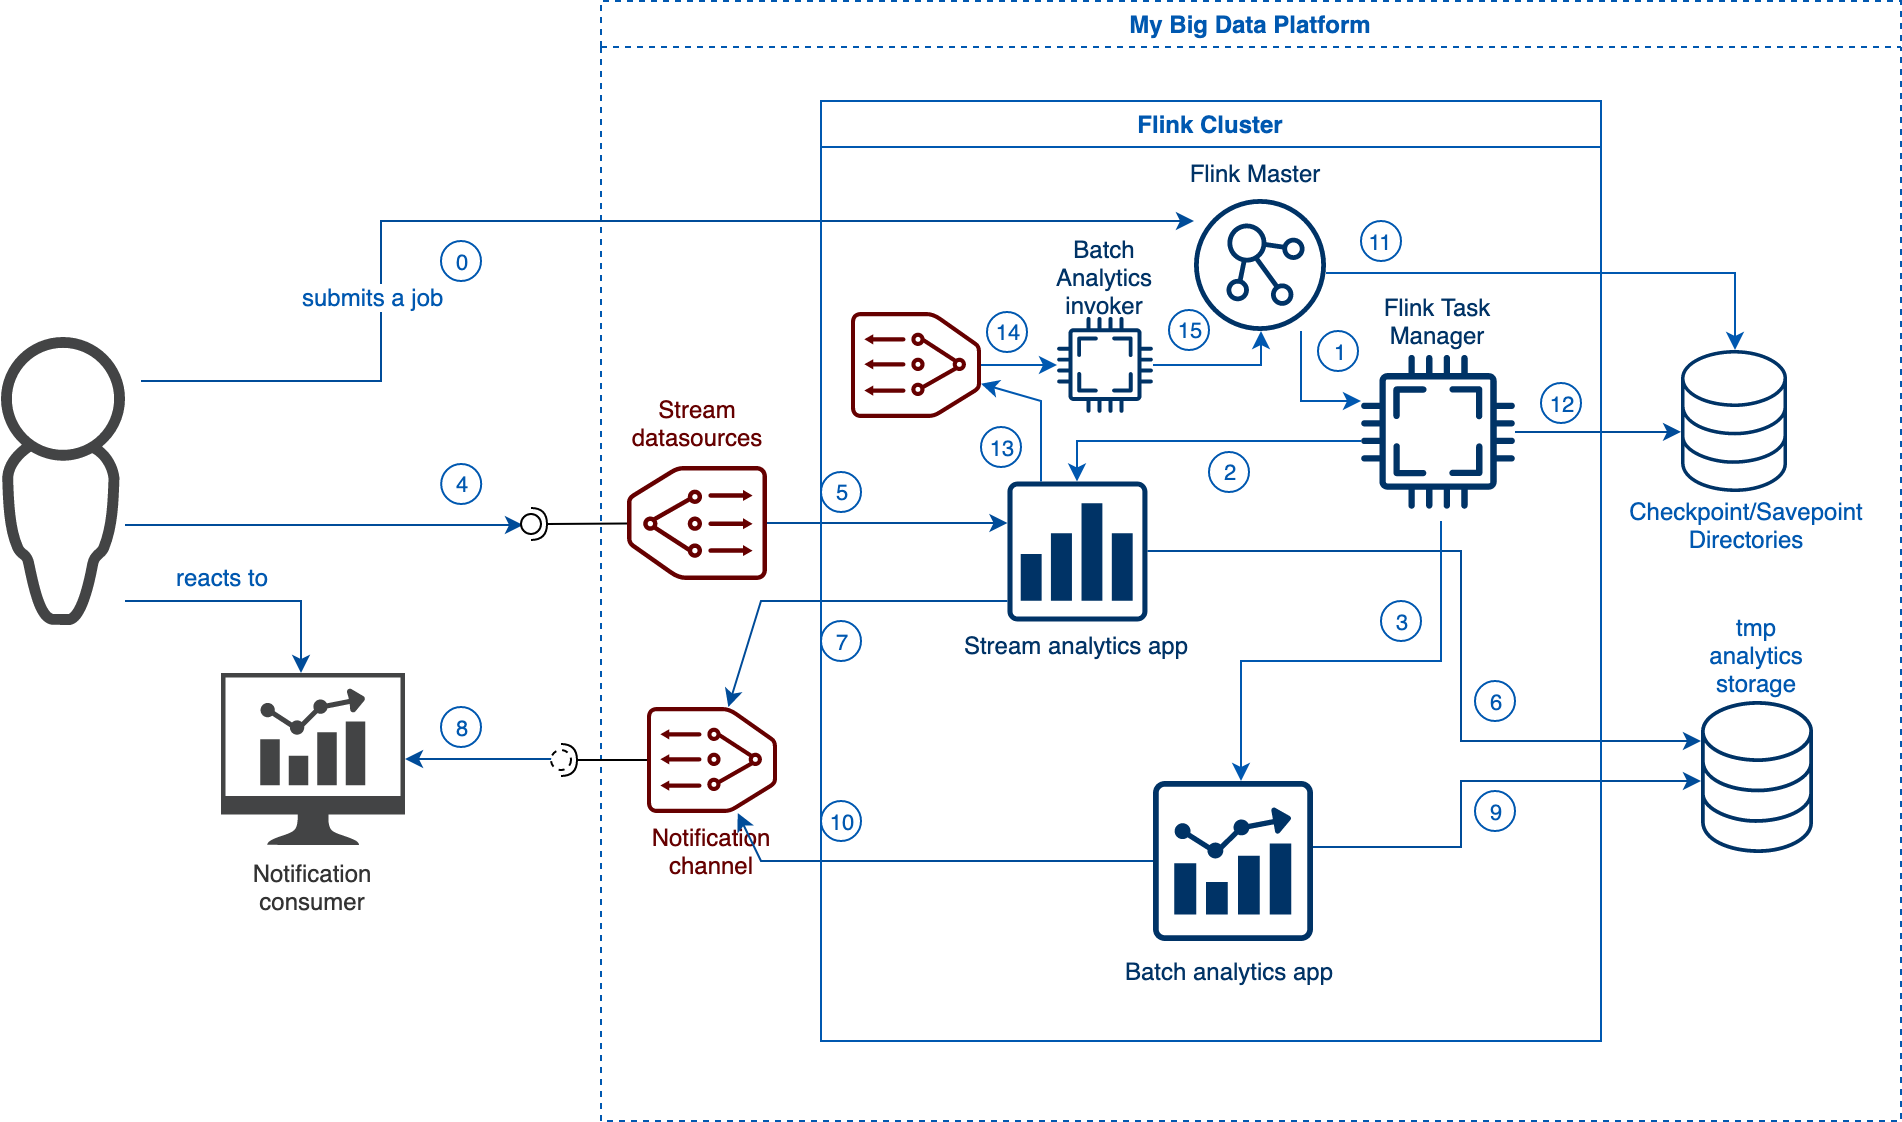 My Big Data Platform
Flink Cluster
Flink Master
0
submits a job
11
Batch
Analytics
invoker
14
15
1
Flink Task
Manager
12
Checkpoint/Savepoint
Directories
Stream
datasources
4
5
13
2
Stream analytics app
3
reacts to
7
6
tmp
analytics
storage
8
Notification
consumer
Notification
channel
10
9
Batch analytics app